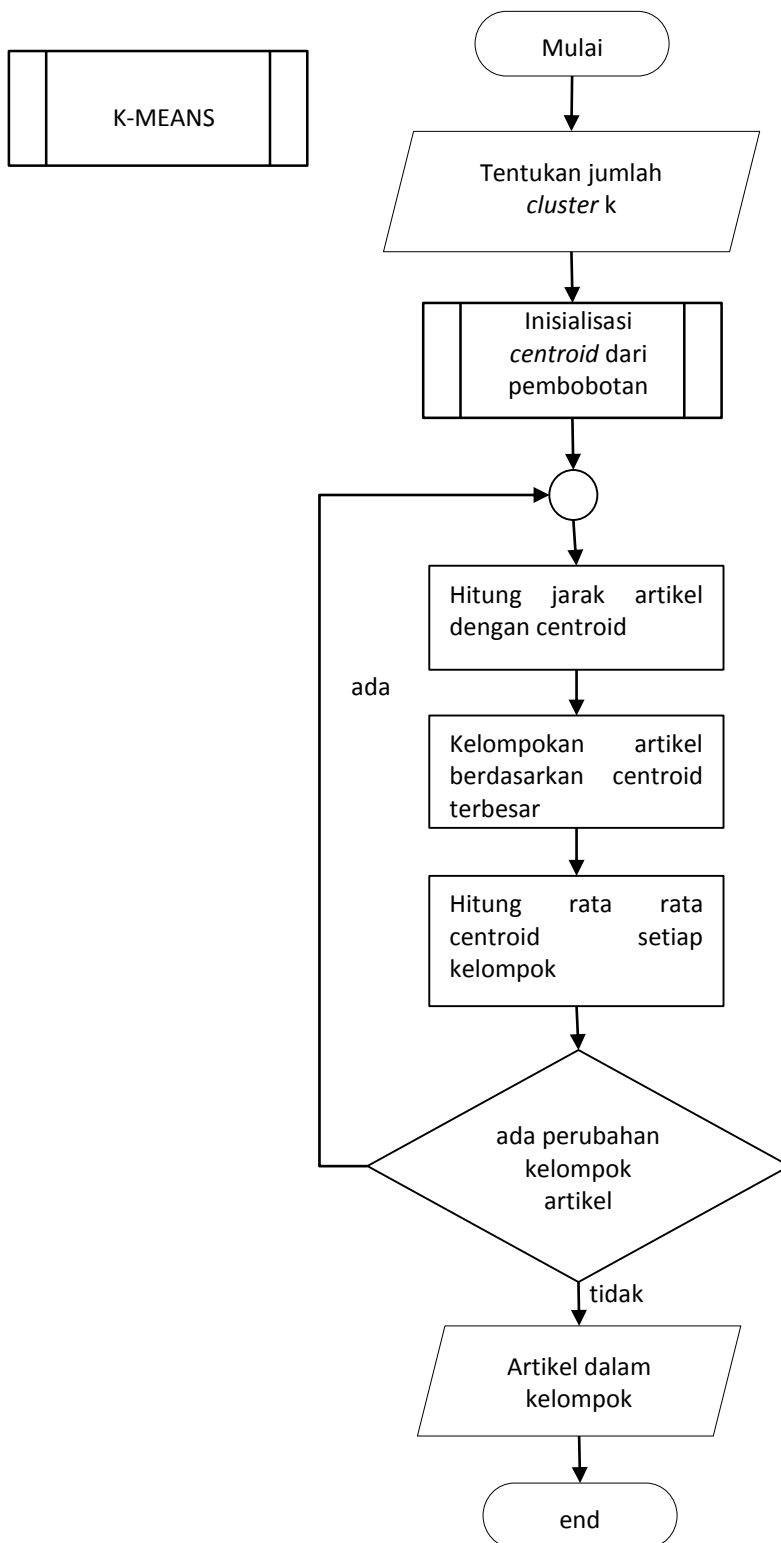 Mulai
K-MEANS
Tentukan jumlah
cluster k
Inisialisasi
centroid dari
pembobotan
Hitung jarak artikel
dengan centroid
ada
Kelompokan artikel
berdasarkan centroid
terbesar
Hitung rata rata
centroid setiap
kelompok
ada perubahan
kelompok
artikel
tidak
Artikel dalam
kelompok
end